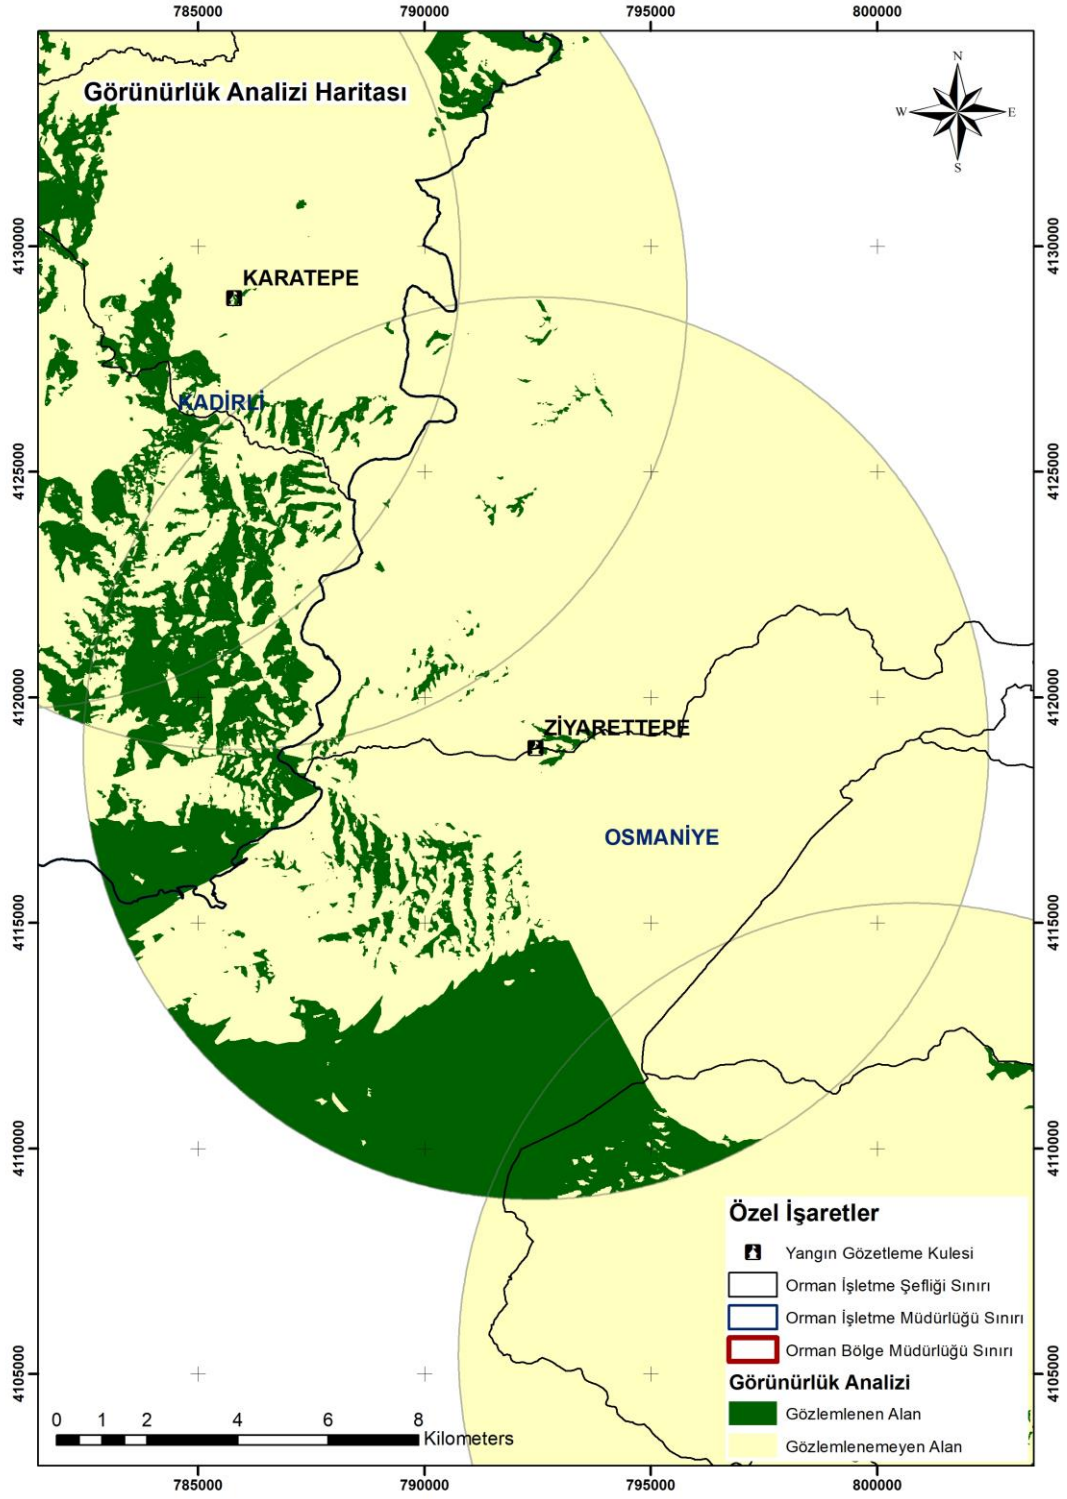 785000 790000 795000 800000
Görünürlük Analizi Haritası
N
W E
S
4130000 4130000
KARATEPE
KADİRLİ
4125000 4125000
4120000 4120000
ZİYARETTEPE
OSMANİYE
4115000 4115000
4110000 4110000
Özel İşaretler
Yangın Gözetleme Kulesi
Orman İşletme Şefliği Sınırı
Orman İşletme Müdürlüğü Sınırı
Orman Bölge Müdürlüğü Sınırı
4105000 4105000
Görünürlük Analizi
Gözlemlenen Alan
Gözlemlenemeyen Alan
0 1 2 4 6 8
Kilometers
785000 790000 795000 800000